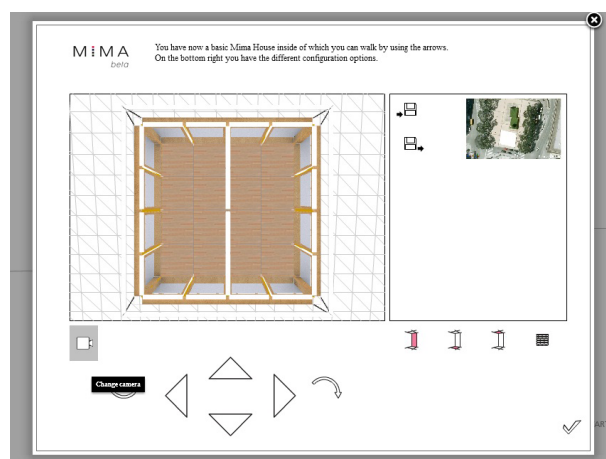 MiMA
bela
You have now a basic Mima House inside of which you can walk by using the arrows.
On the bottom right you have the different configuration options.
Change camera
AR